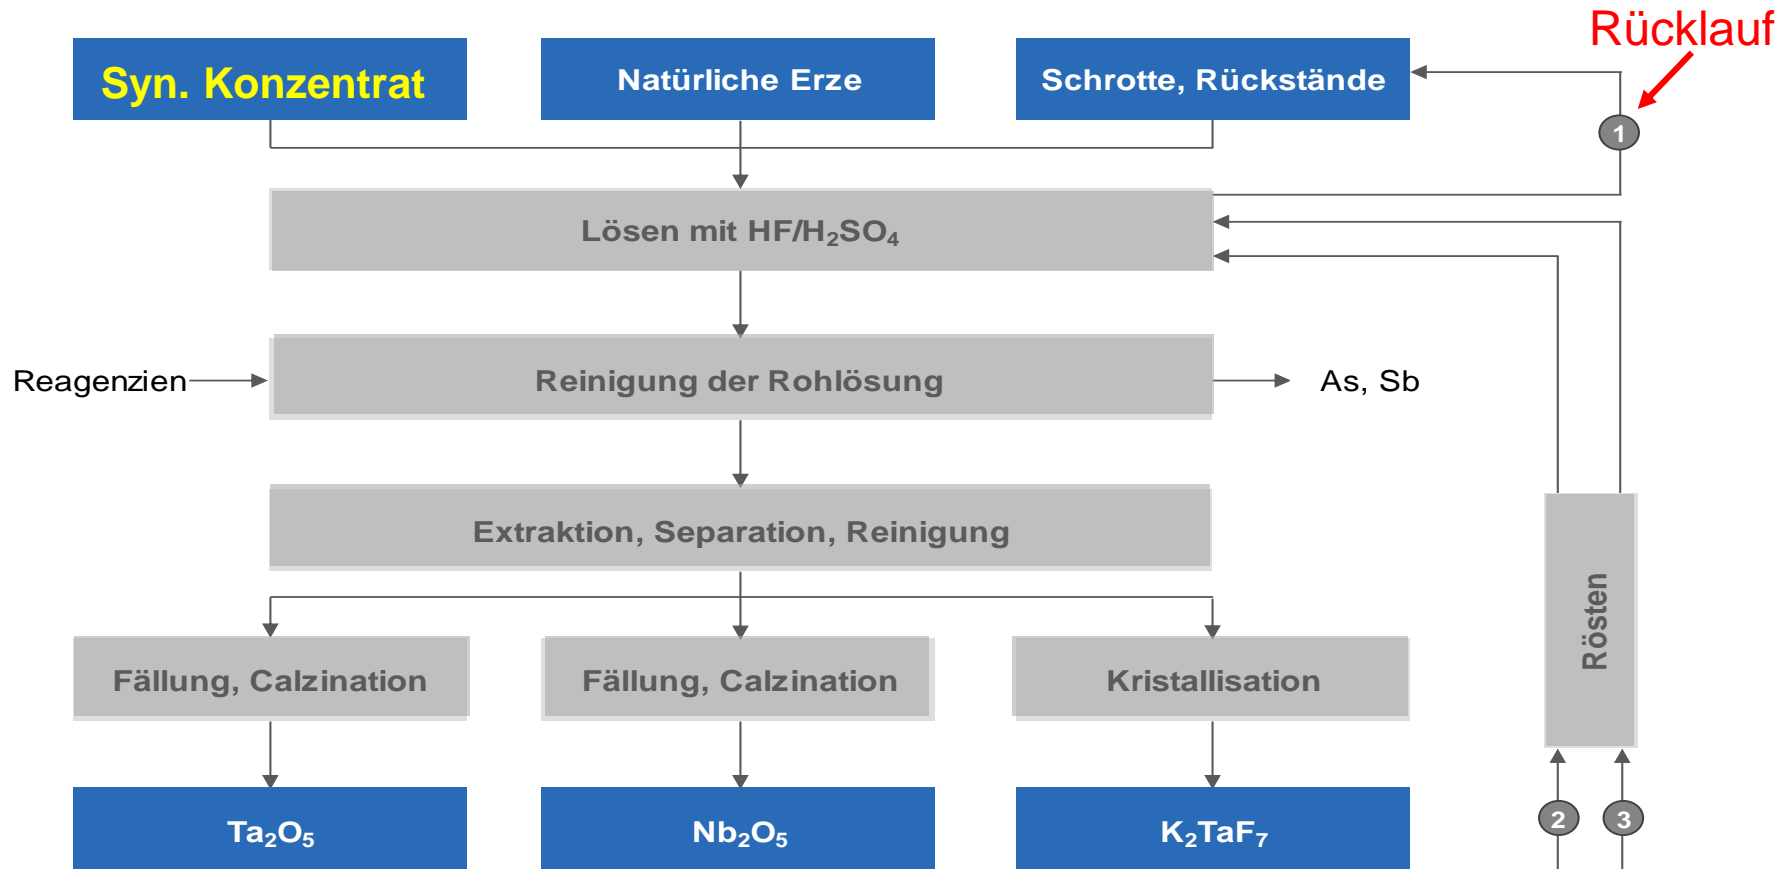 Rücklauf
Syn. Konzentrat
Natürliche Erze
Schrotte, Rückstände
1
Lösen mit HF/H₂SO₄
Reagenzien
Reinigung der Rohlösung
As, Sb
Extraktion, Separation, Reinigung
Rösten
Fällung, Calzination
Fällung, Calzination
Kristallisation
Ta₂O₅
Nb₂O₅
K₂TaF₇
2
3